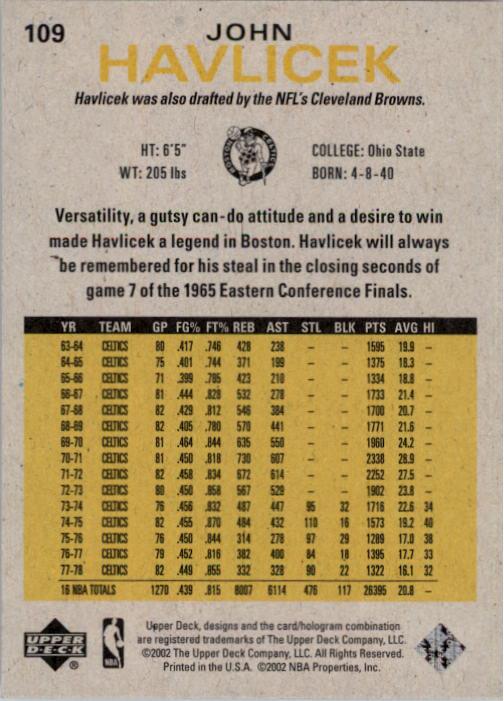 109
JOHN
HAVLICEK
Havlicek was also drafted by the NFL's Cleveland Browns.
HT: 6'5"
WT: 205 lbs
BOSTON CELTICS
COLLEGE: Ohio State
BORN: 4-8-40
Versatility, a gutsy can-do attitude and a desire to win
made Havlicek a legend in Boston. Havlicek will always
be remembered for his steal in the closing seconds of
game 7 of the 1965 Eastern Conference Finals.
YR TEAM GP FG% FT% REB AST STL BLK PTS AVG HI
63-64 CELTICS 80 .417 .746 428 238 – – 1595 19.9 –
64-65 CELTICS 75 .401 .744 371 199 – – 1375 18.3 –
65-66 CELTICS 71 .399 .785 423 210 – – 1334 18.8 –
66-67 CELTICS 81 .444 .828 532 278 – – 1733 21.4 –
67-68 CELTICS 82 .429 .812 546 384 – – 1700 20.7 –
68-69 CELTICS 82 .405 .780 570 441 – – 1771 21.6 –
69-70 CELTICS 81 .464 .844 635 550 – – 1960 24.2 –
70-71 CELTICS 81 .450 .818 730 607 – – 2338 28.9 –
71-72 CELTICS 82 .458 .834 672 614 – – 2252 27.5 –
72-73 CELTICS 80 .450 .858 567 529 – – 1902 23.8 –
73-74 CELTICS 76 .456 .832 487 447 95 32 1716 22.6 34
74-75 CELTICS 82 .455 .870 484 432 110 16 1573 19.2 40
75-76 CELTICS 76 .450 .844 314 278 97 29 1289 17.0 38
76-77 CELTICS 79 .452 .816 382 400 84 18 1395 17.7 33
77-78 CELTICS 82 .449 .855 332 328 90 22 1322 16.1 32
16 NBA TOTALS 1270 .439 .815 8007 6114 476 117 26395 20.8 –
UPPER
DECK
®
NBA
Upper Deck, designs and the card/hologram combination
are registered trademarks of The Upper Deck Company, LLC.
©2002 The Upper Deck Company, LLC. All Rights Reserved.
Printed in the U.S.A. ©2002 NBA Properties, Inc.